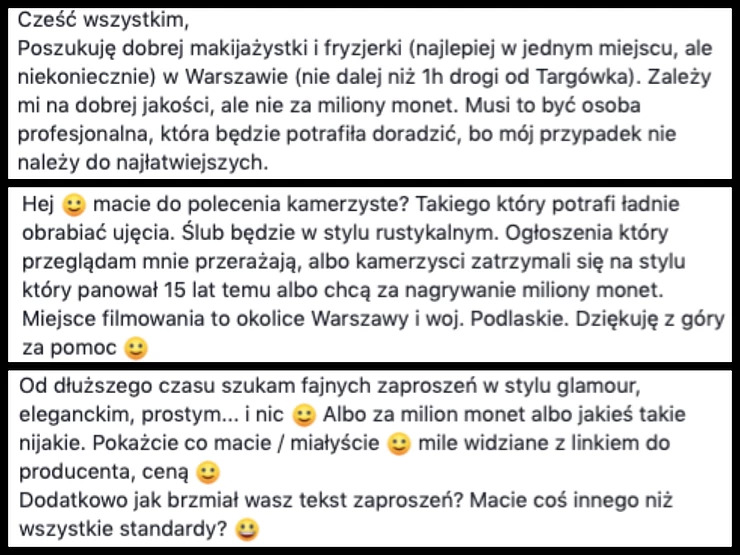 Cześć wszystkim,
Poszukuję dobrej makijażystki i fryzjerki (najlepiej w jednym miejscu, ale
niekoniecznie) w Warszawie (nie dalej niż 1h drogi od Targówka). Zależy
mi na dobrej jakości, ale nie za miliony monet. Musi to być osoba
profesjonalna, która będzie potrafiła doradzić, bo mój przypadek nie
należy do najłatwiejszych.
Hej 🙂 macie do polecenia kamerzyste? Takiego który potrafi ładnie
obrabiać ujęcia. Ślub będzie w stylu rustykalnym. Ogłoszenia który
przeglądam mnie przerażają, albo kamerzysci zatrzymali się na stylu
który panował 15 lat temu albo chcą za nagrywanie miliony monet.
Miejsce filmowania to okolice Warszawy i woj. Podlaskie. Dziękuję z góry
za pomoc 🙂
Od dłuższego czasu szukam fajnych zaproszeń w stylu glamour,
eleganckim, prostym... i nic 🙂 Albo za milion monet albo jakieś takie
nijakie. Pokażcie co macie / miałyście 🙂 mile widziane z linkiem do
producenta, ceną 🙂
Dodatkowo jak brzmiał wasz tekst zaproszeń? Macie coś innego niż
wszystkie standardy? 😀